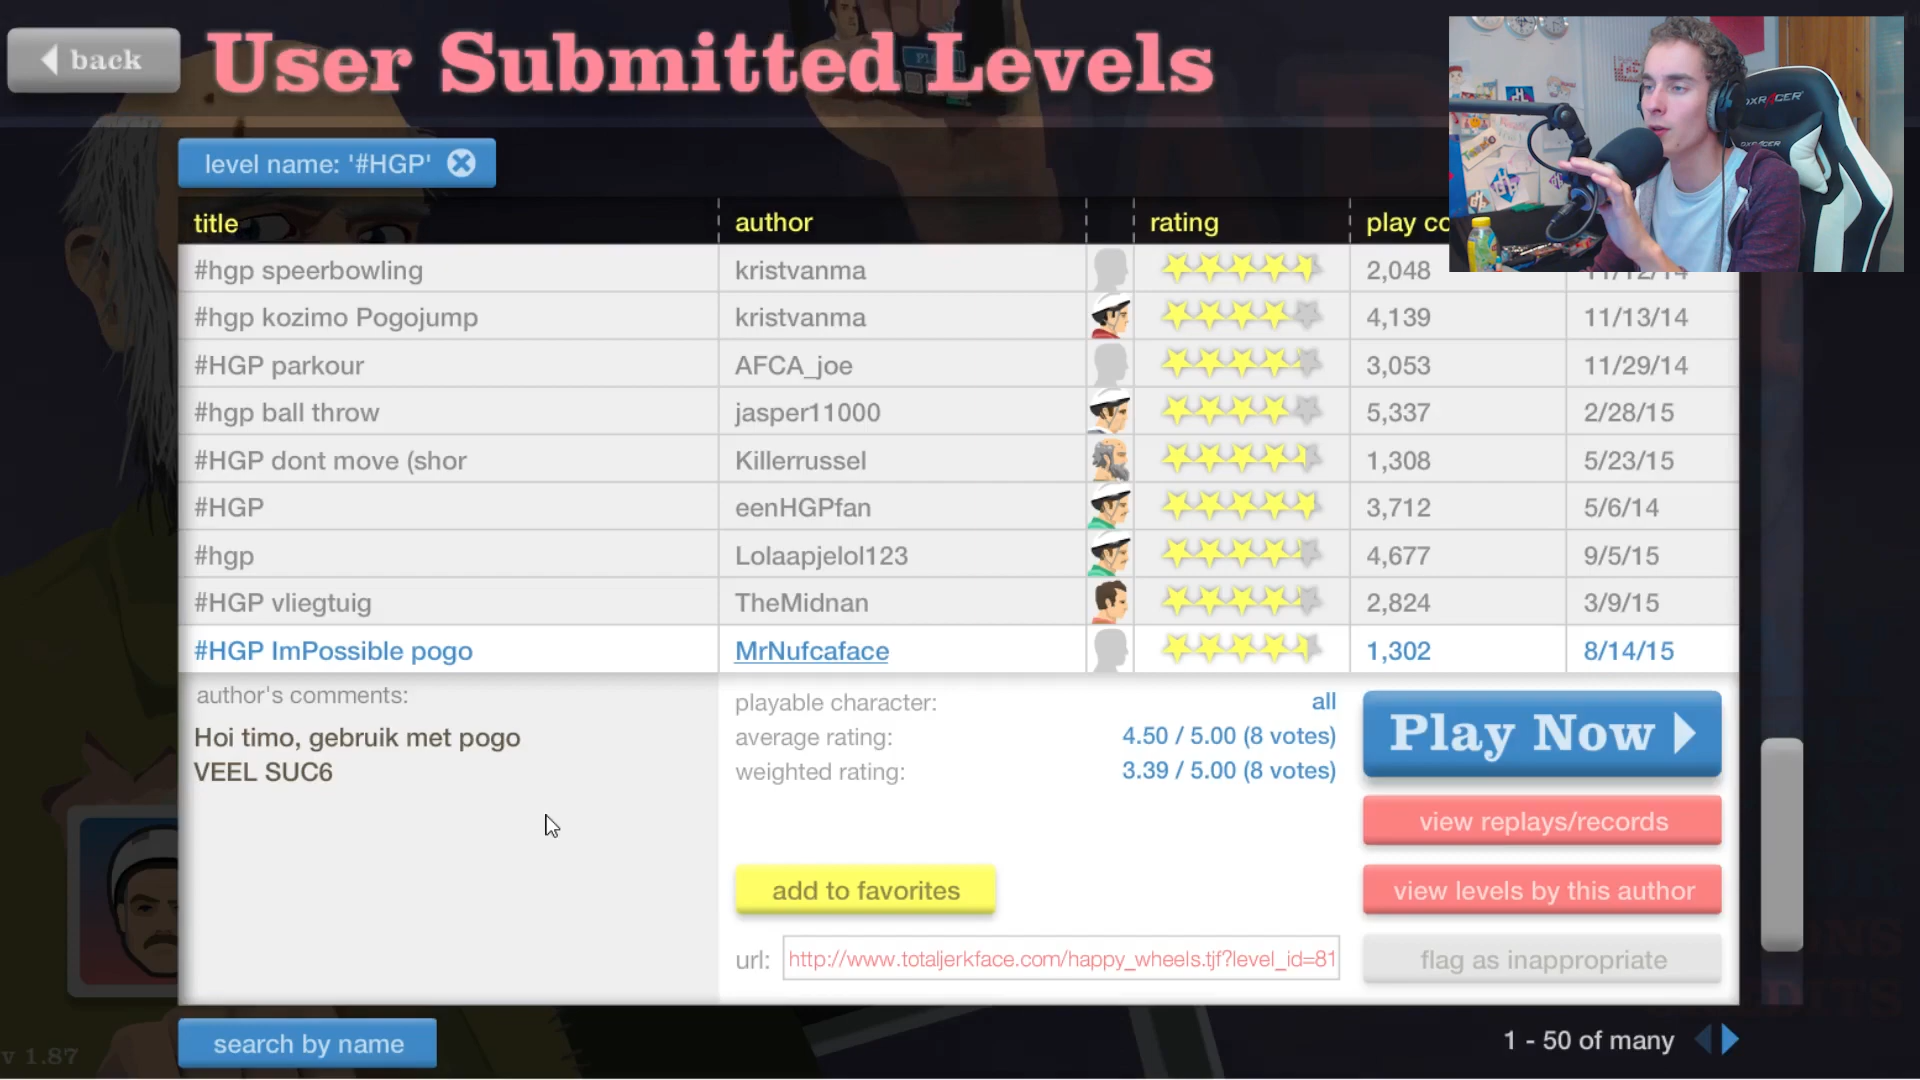 back
User Submitted Levels
level name: '#HGP'
title author rating play co
#hgp speerbowling kristvanma 2,048 11/12/14
#hgp kozimo Pogojump kristvanma 4,139 11/13/14
#HGP parkour AFCA_joe 3,053 11/29/14
#hgp ball throw jasper11000 5,337 2/28/15
#HGP dont move (shor Killerrussel 1,308 5/23/15
#HGP eenHGPfan 3,712 5/6/14
#hgp Lolaapjelol123 4,677 9/5/15
#HGP vliegtuig TheMidnan 2,824 3/9/15
#HGP ImPossible pogo MrNufcaface 1,302 8/14/15
author's comments:
Hoi timo, gebruik met pogo
VEEL SUC6
playable character: all
average rating: 4.50 / 5.00 (8 votes)
weighted rating: 3.39 / 5.00 (8 votes)
Play Now
view replays/records
add to favorites
view levels by this author
url: http://www.totaljerkface.com/happy_wheels.tjf?level_id=81
flag as inappropriate
search by name
1 - 50 of many
v 1.87
DXRACER